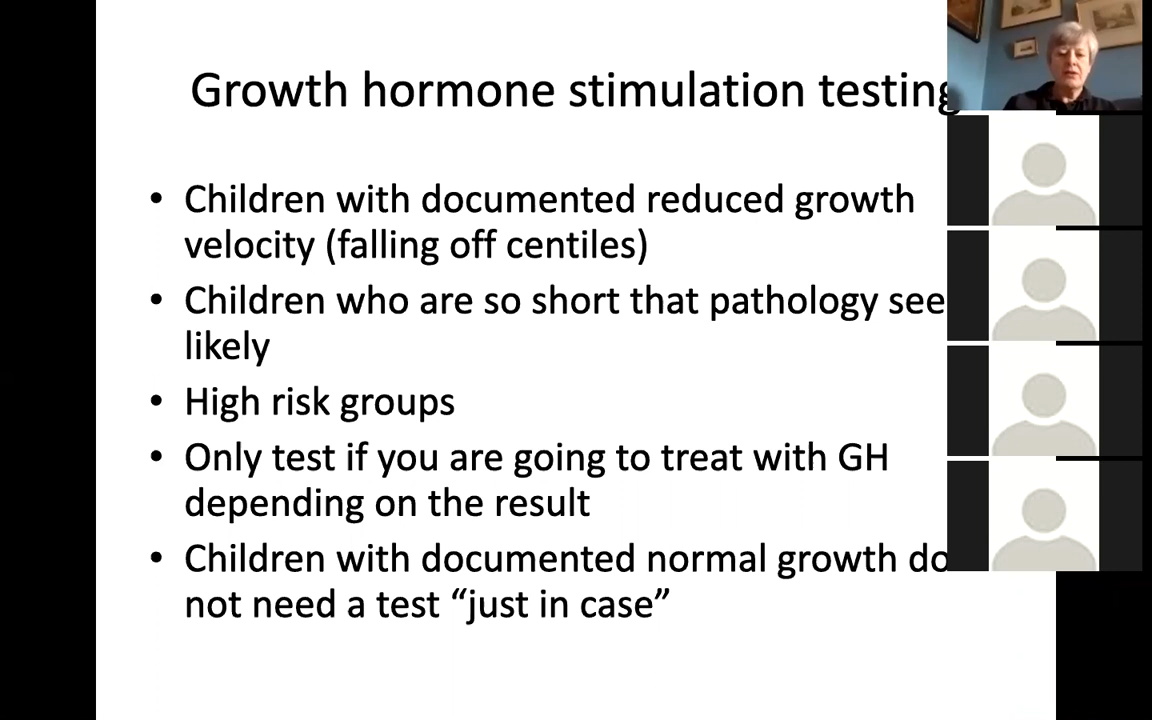 Growth hormone stimulation testing
• Children with documented reduced growth
velocity (falling off centiles)
• Children who are so short that pathology see
likely
• High risk groups
• Only test if you are going to treat with GH
depending on the result
• Children with documented normal growth do
not need a test “just in case”